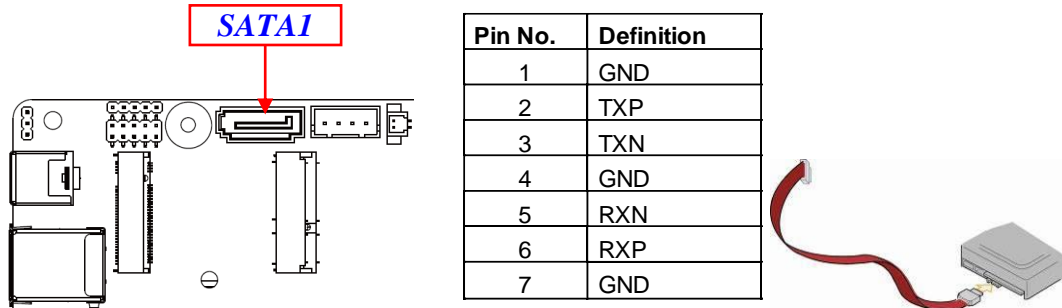 SATA1
Pin No. Definition
1 GND
2 TXP
3 TXN
4 GND
5 RXN
6 RXP
7 GND